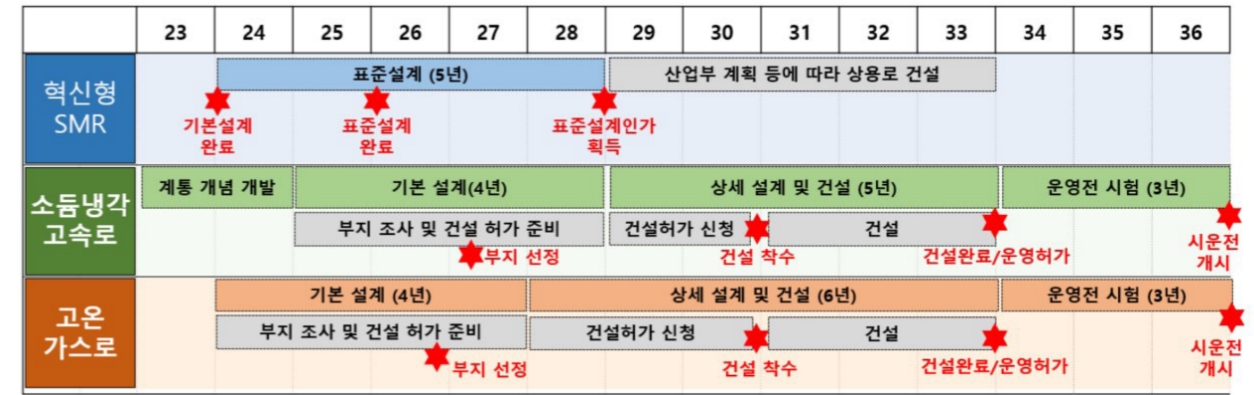 23 24 25 26 27 28 29 30 31 32 33 34 35 36
혁신형
SMR
표준설계 (5년)
산업부 계획 등에 따라 상용로 건설
기본설계
완료
표준설계
완료
표준설계인가
획득
소듐냉각
고속로
계통 개념 개발
기본 설계(4년)
상세 설계 및 건설 (5년)
운영전 시험 (3년)
부지 조사 및 건설 허가 준비
건설허가 신청
건설
부지 선정
건설 착수
건설완료/운영허가
시운전
개시
고온
가스로
기본 설계 (4년)
상세 설계 및 건설 (6년)
운영전 시험 (3년)
부지 조사 및 건설 허가 준비
건설허가 신청
건설
부지 선정
건설 착수
건설완료/운영허가
시운전
개시